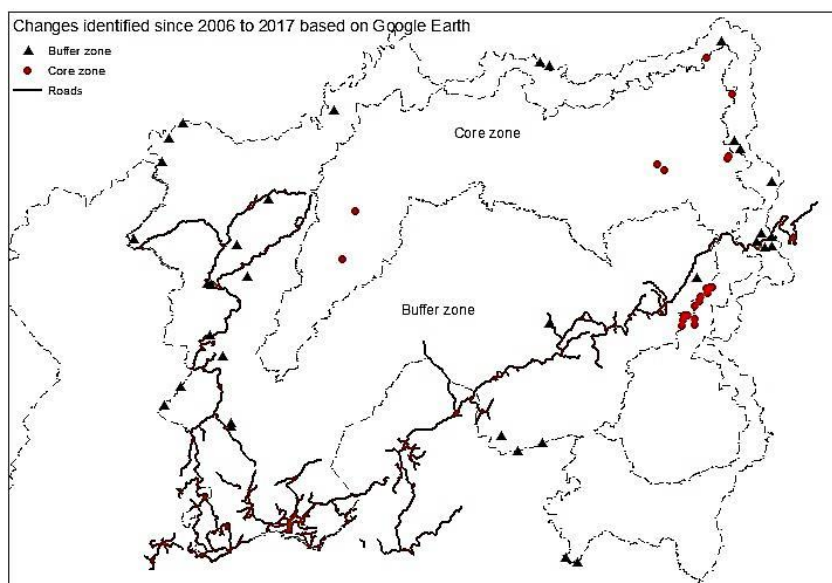 Changes identified since 2006 to 2017 based on Google Earth
Buffer zone
Core zone
Roads
Core zone
Buffer zone